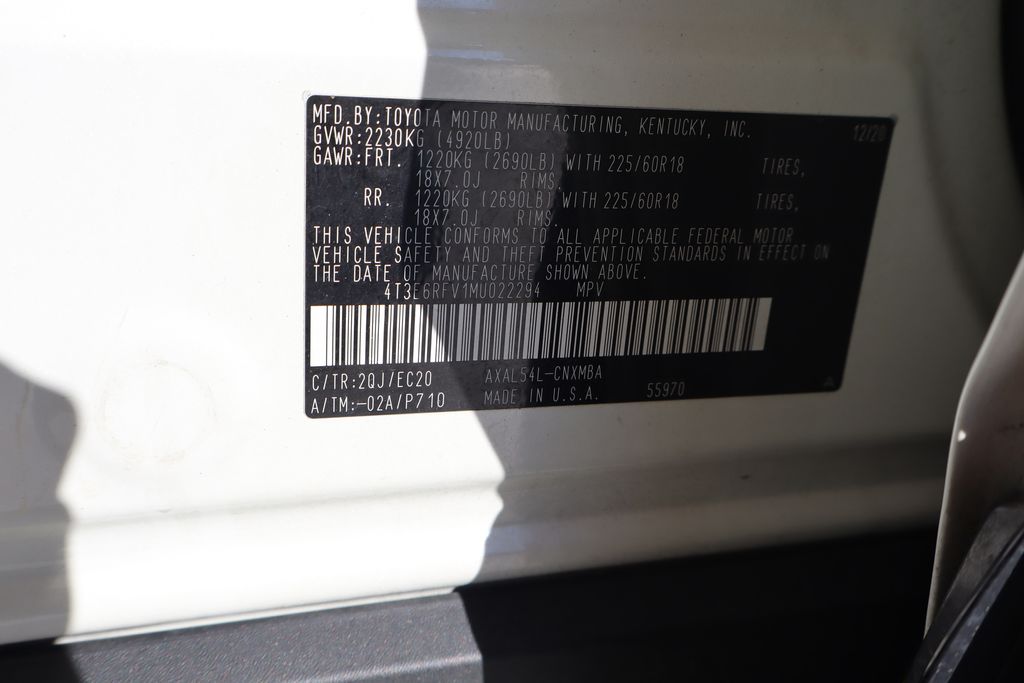 MFD.BY:TOYOTA MOTOR MANUFACTURING, KENTUCKY, INC. 12/20
GVWR:2230KG (4920LB)
GAWR:FRT. 1220KG (2690LB) WITH 225/60R18 TIRES,
18X7.0J RIMS.
RR. 1220KG (2690LB) WITH 225/60R18 TIRES,
18X7.0J RIMS.
THIS VEHICLE CONFORMS TO ALL APPLICABLE FEDERAL MOTOR
VEHICLE SAFETY AND THEFT PREVENTION STANDARDS IN EFFECT ON
THE DATE OF MANUFACTURE SHOWN ABOVE.
4T3E6RFV1MU022294 MPV
C/TR:2QJ/EC20 AXAL54L-CNXMBA
A/TM:-02A/P710 MADE IN U.S.A. 55970